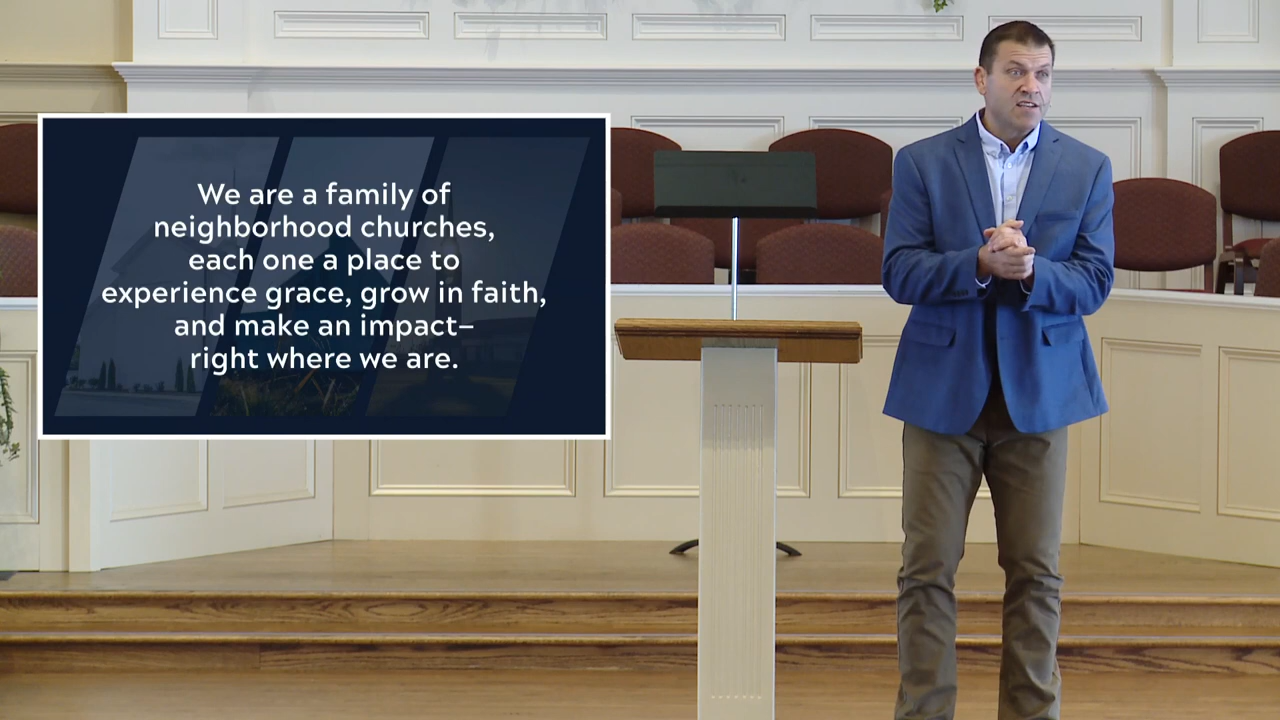 We are a family of
neighborhood churches,
each one a place to
experience grace, grow in faith,
and make an impact–
right where we are.